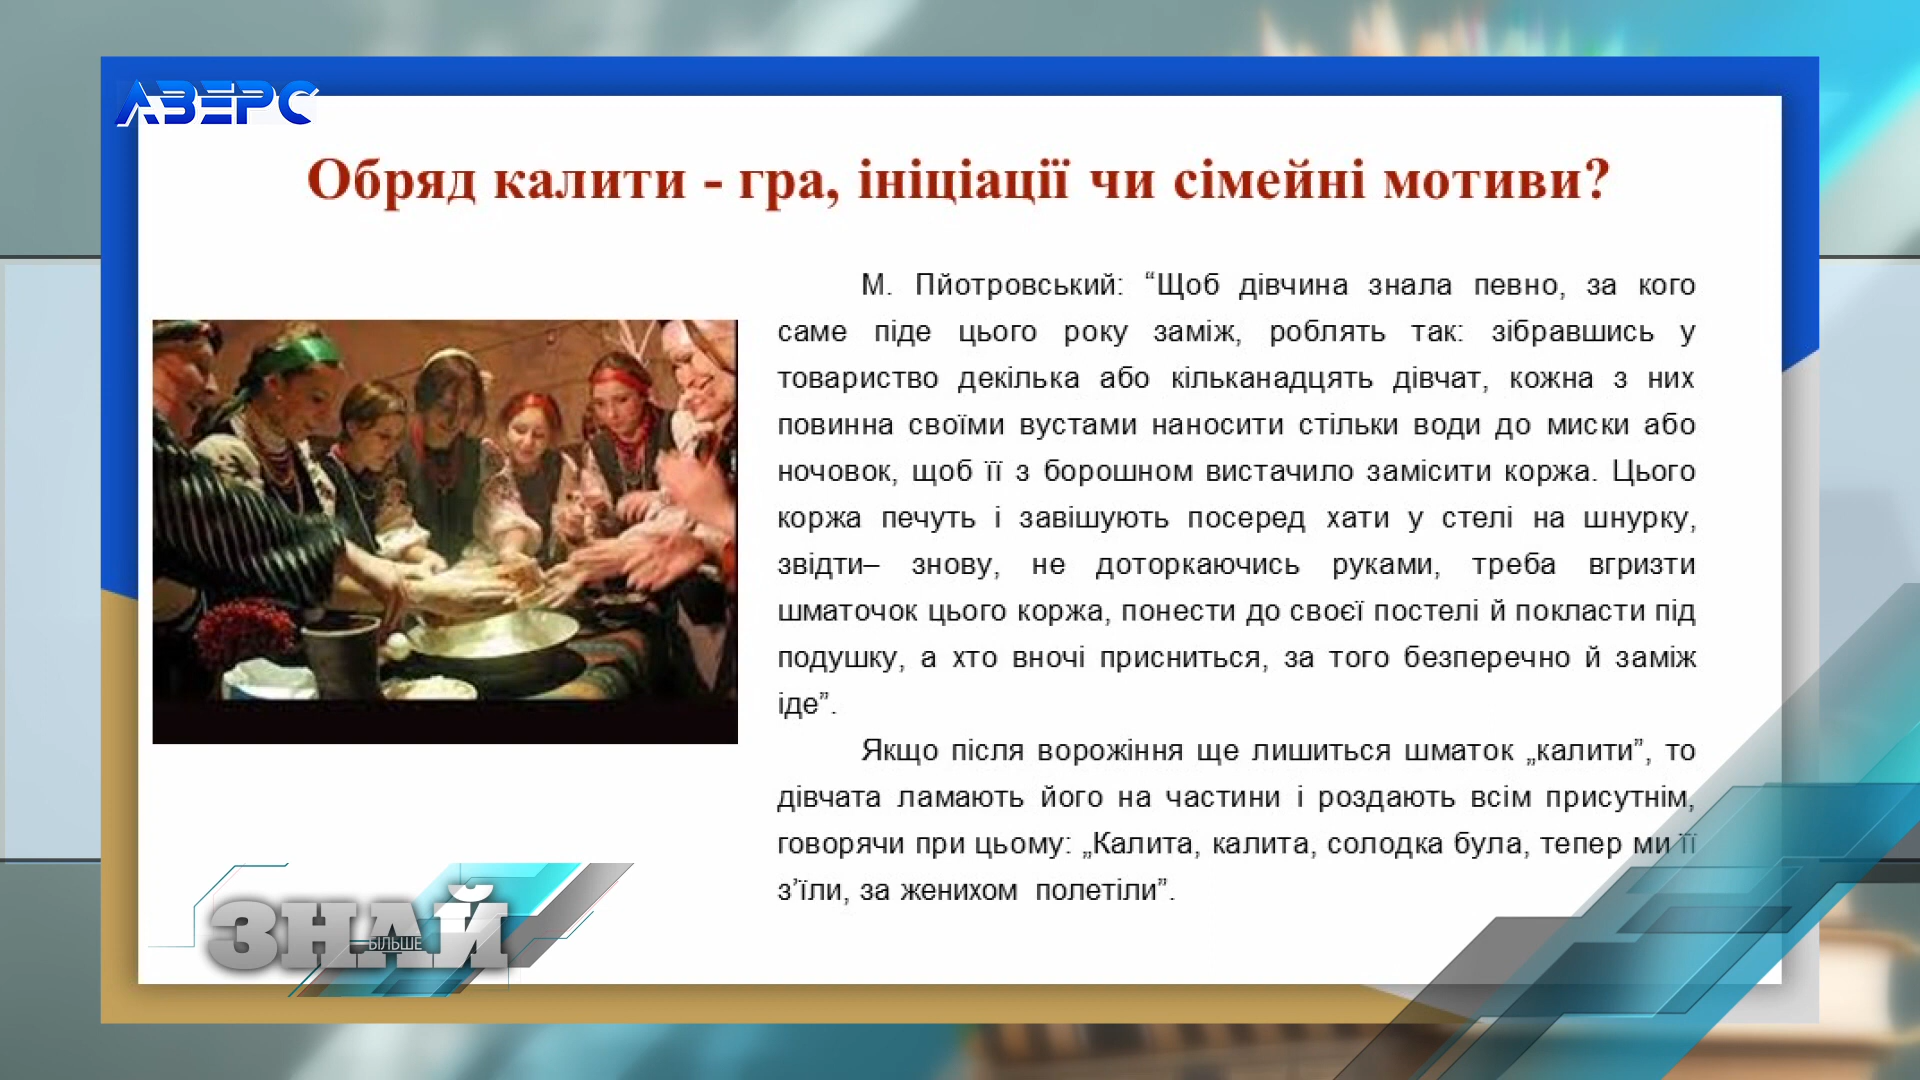 АВЕРС
Обряд калити - гра, ініціації чи сімейні мотиви?
М. Пйотровський: “Щоб дівчина знала певно, за кого
саме піде цього року заміж, роблять так: зібравшись у
товариство декілька або кільканадцять дівчат, кожна з них
повинна своїми вустами наносити стільки води до миски або
ночовок, щоб її з борошном вистачило замісити коржа. Цього
коржа печуть і завішують посеред хати у стелі на шнурку,
звідти– знову, не доторкаючись руками, треба вгризти
шматочок цього коржа, понести до своєї постелі й покласти під
подушку, а хто вночі присниться, за того безперечно й заміж
іде”.
Якщо після ворожіння ще лишиться шматок „калити”, то
дівчата ламають його на частини і роздають всім присутнім,
говорячи при цьому: „Калита, калита, солодка була, тепер ми її
з’їли, за женихом полетіли”.
ЗНАЙ
БІЛЬШЕ